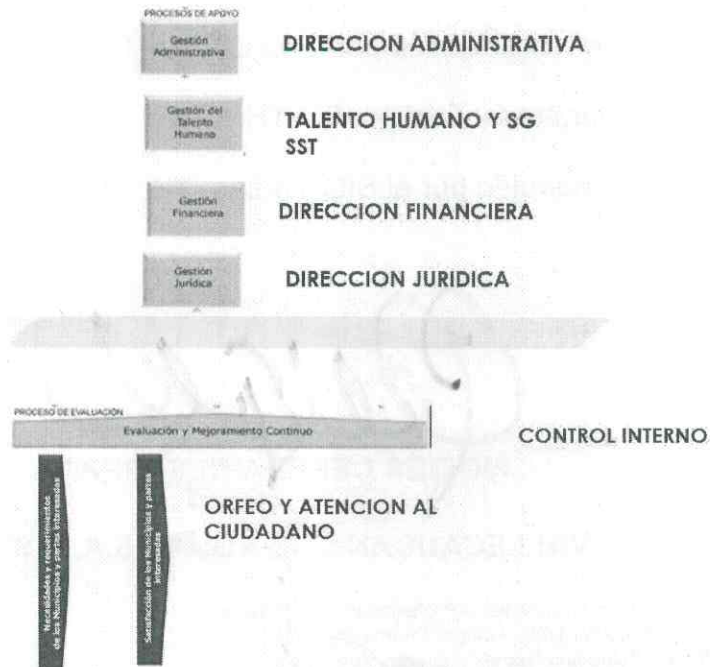 PROCESOS DE APOYO
Gestión
Administrativa
DIRECCION ADMINISTRATIVA
Gestión del
Talento
Humano
TALENTO HUMANO Y SG
SST
Gestión
Financiera
DIRECCION FINANCIERA
Gestión
Jurídica
DIRECCION JURIDICA
PROCESO DE EVALUACIÓN
Evaluación y Mejoramiento Continuo
CONTROL INTERNO
Necesidades y requerimientos
de los Municipios y partes interesadas
Satisfacción de los Municipios y partes
interesadas
ORFEO Y ATENCION AL
CIUDADANO